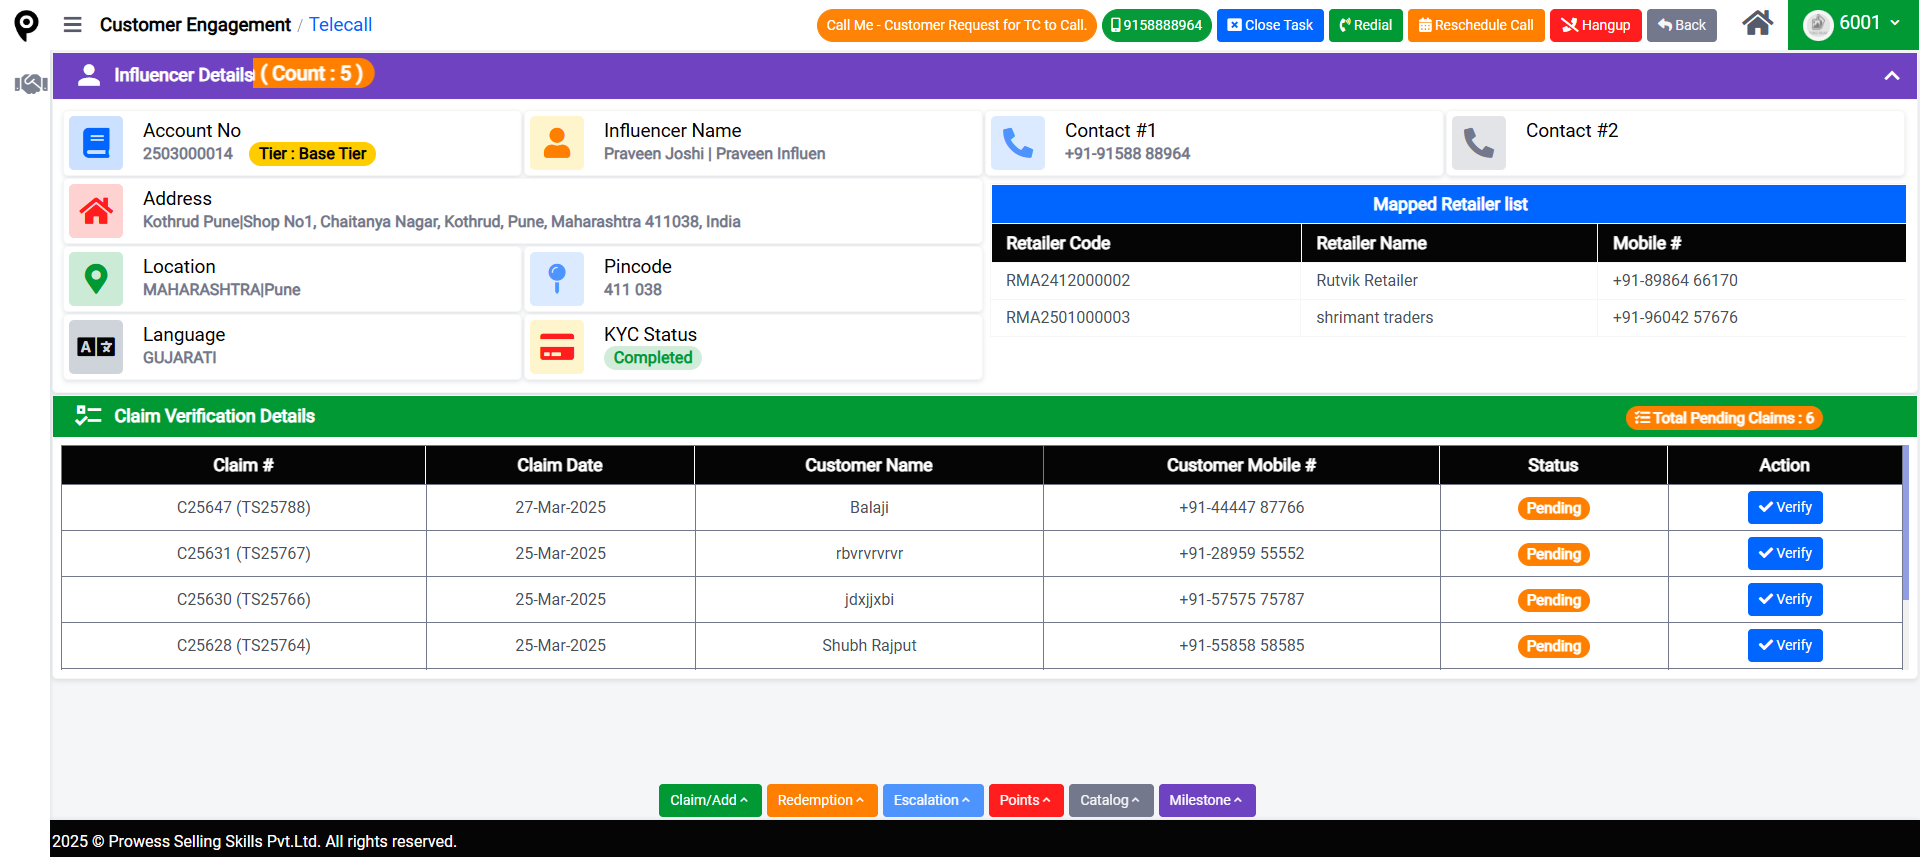 Customer Engagement / Telecall
Call Me - Customer Request for TC to Call.
9158888964
Close Task
Redial
Reschedule Call
Hangup
Back
6001
Influencer Details ( Count : 5 )
Account No
2503000014
Tier : Base Tier
Influencer Name
Praveen Joshi | Praveen Influen
Contact #1
+91-91588 88964
Contact #2
Address
Kothrud Pune|Shop No1, Chaitanya Nagar, Kothrud, Pune, Maharashtra 411038, India
Location
MAHARASHTRA|Pune
Pincode
411 038
Language
GUJARATI
KYC Status
Completed
Mapped Retailer list
Retailer Code Retailer Name Mobile #
RMA2412000002 Rutvik Retailer +91-89864 66170
RMA2501000003 shrimant traders +91-96042 57676
Claim Verification Details
Total Pending Claims : 6
Claim # Claim Date Customer Name Customer Mobile # Status Action
C25647 (TS25788) 27-Mar-2025 Balaji +91-44447 87766 Pending Verify
C25631 (TS25767) 25-Mar-2025 rbvrvrvrvr +91-28959 55552 Pending Verify
C25630 (TS25766) 25-Mar-2025 jdxjjxbi +91-57575 75787 Pending Verify
C25628 (TS25764) 25-Mar-2025 Shubh Rajput +91-55858 58585 Pending Verify
Claim/Add
Redemption
Escalation
Points
Catalog
Milestone
2025 © Prowess Selling Skills Pvt.Ltd. All rights reserved.